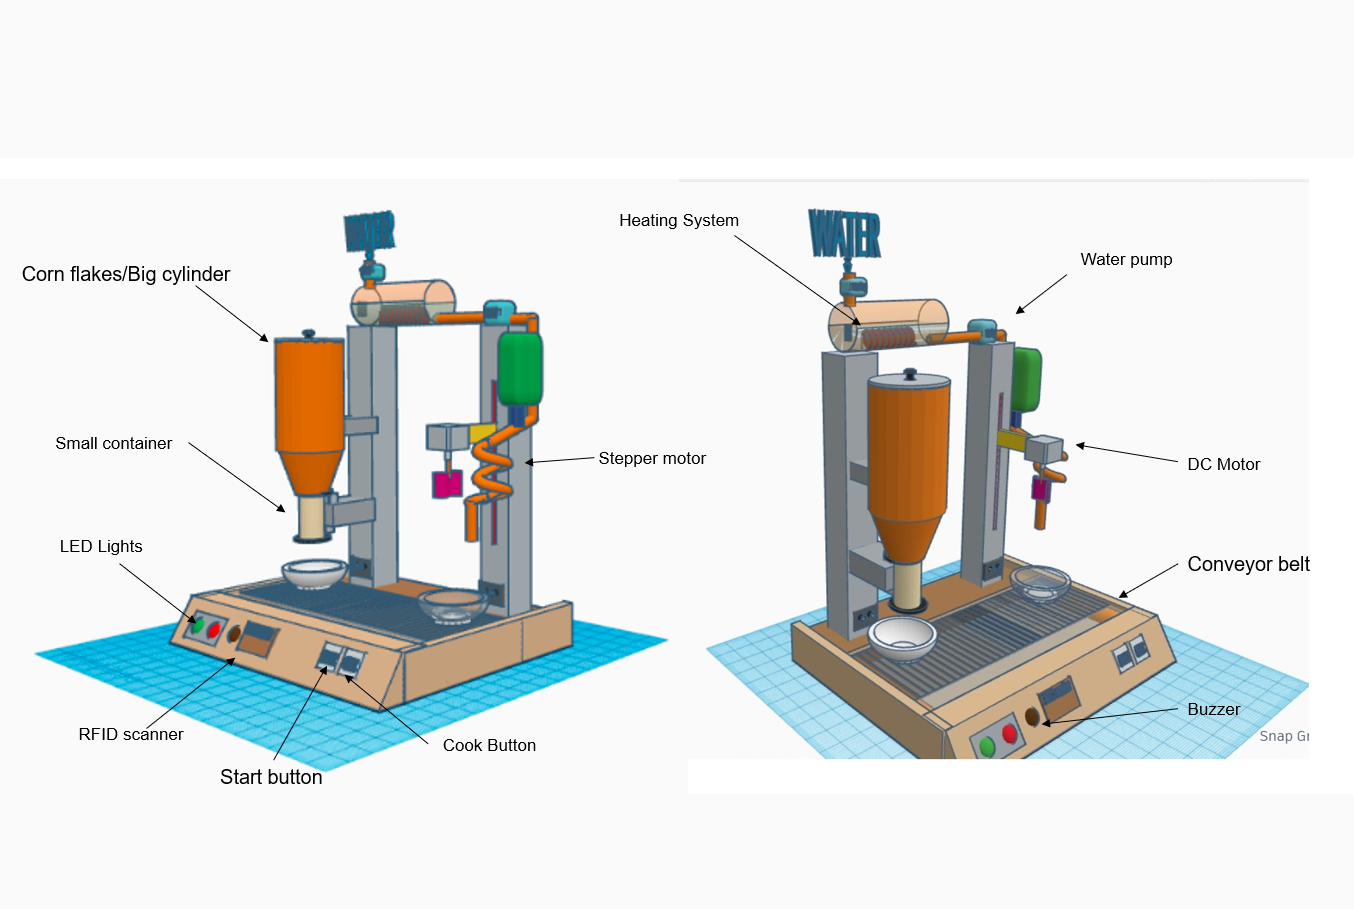 WATER
Corn flakes/Big cylinder
Small container
LED Lights
RFID scanner
Start button
Cook Button
Stepper motor
Heating System
WATER
Water pump
DC Motor
Conveyor belt
Buzzer
Snap Gr